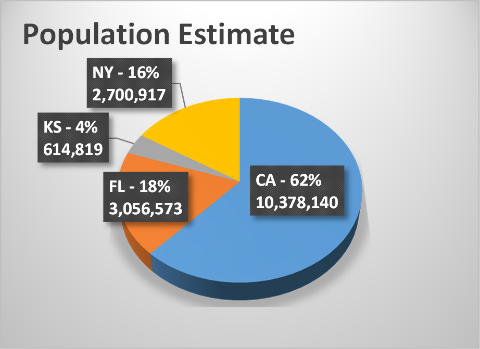 Population Estimate
NY - 16%
2,700,917
KS - 4%
614,819
FL - 18%
3,056,573
CA - 62%
10,378,140